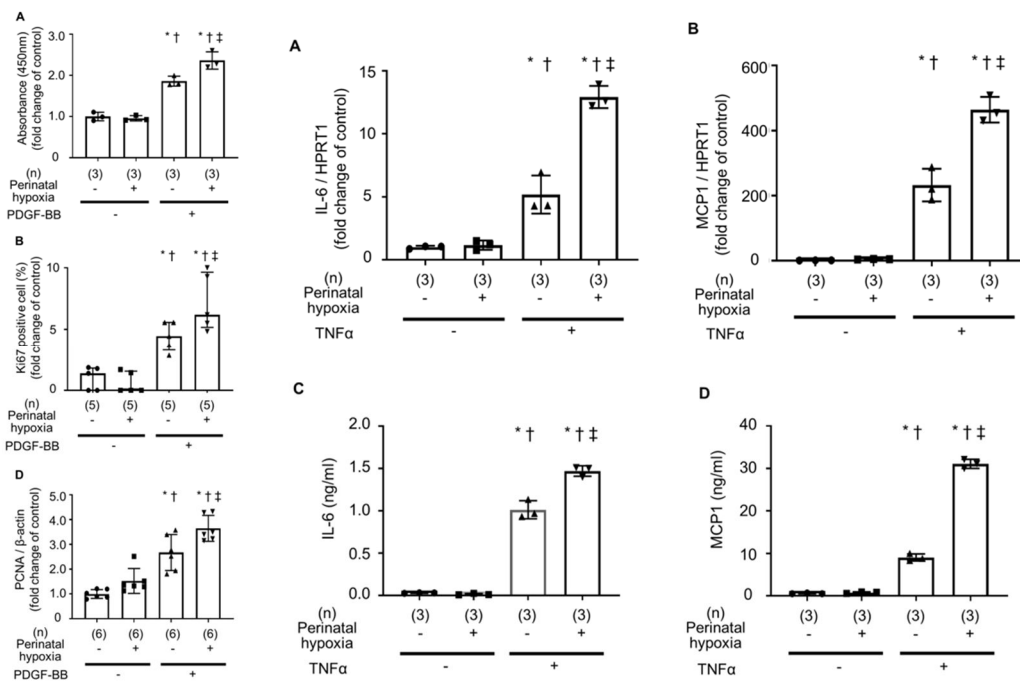 A
Absorbance (450nm)
(fold change of control)
3.0
2.0
1.0
0
* †
* † ‡
(n) (3) (3) (3) (3)
Perinatal hypoxia - + - +
PDGF-BB - +
B
Ki67 positive cell (%)
(fold change of control)
10
5
0
* †
* † ‡
(n) (5) (5) (5) (5)
Perinatal hypoxia - + - +
PDGF-BB - +
D
PCNA / β-actin
(fold change of control)
5.0
4.0
3.0
2.0
1.0
0
* †
* † ‡
(n) (6) (6) (6) (6)
Perinatal hypoxia - + - +
PDGF-BB - +
A
IL-6 / HPRT1
(fold change of control)
15
10
5
0
* †
* † ‡
(n) (3) (3) (3) (3)
Perinatal hypoxia - + - +
TNFα - +
B
MCP1 / HPRT1
(fold change of control)
600
400
200
0
* †
* † ‡
(n) (3) (3) (3) (3)
Perinatal hypoxia - + - +
TNFα - +
C
IL-6 (ng/ml)
2.0
1.5
1.0
0.5
0.0
* †
* † ‡
(n) (3) (3) (3) (3)
Perinatal hypoxia - + - +
TNFα - +
D
MCP1 (ng/ml)
40
30
20
10
0
* †
* † ‡
(n) (3) (3) (3) (3)
Perinatal hypoxia - + - +
TNFα - +